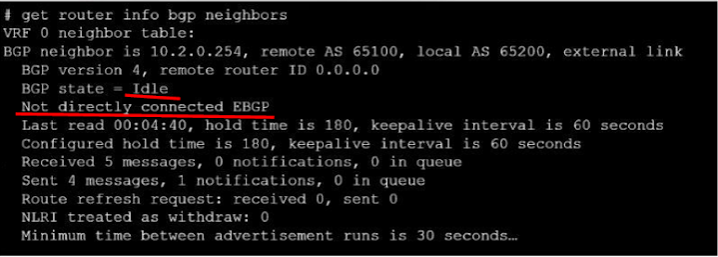 # get router info bgp neighbors
VRF 0 neighbor table:
BGP neighbor is 10.2.0.254, remote AS 65100, local AS 65200, external link
BGP version 4, remote router ID 0.0.0.0
BGP state = Idle
Not directly connected EBGP
Last read 00:04:40, hold time is 180, keepalive interval is 60 seconds
Configured hold time is 180, keepalive interval is 60 seconds
Received 5 messages, 0 notifications, 0 in queue
Sent 4 messages, 1 notifications, 0 in queue
Route refresh request: received 0, sent 0
NLRI treated as withdraw: 0
Minimum time between advertisement runs is 30 seconds…